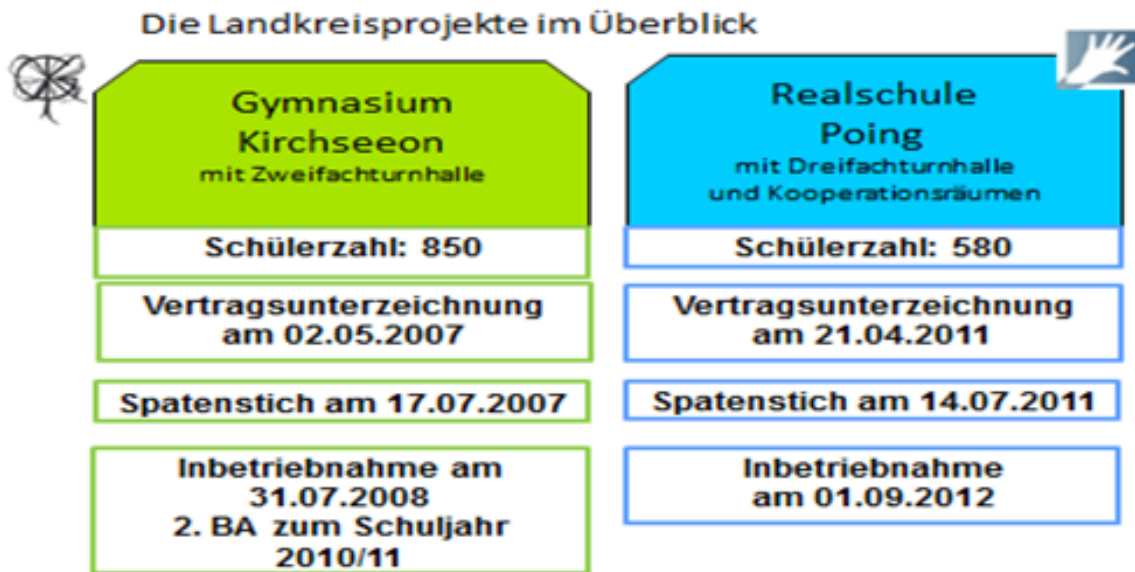 Die Landkreisprojekte im Überblick
Gymnasium
Kirchseeon
mit Zweifachturnhalle
Schülerzahl: 850
Vertragsunterzeichnung
am 02.05.2007
Spatenstich am 17.07.2007
Inbetriebnahme am
31.07.2008
2. BA zum Schuljahr
2010/11
Realschule
Poing
mit Dreifachturnhalle
und Kooperationsräumen
Schülerzahl: 580
Vertragsunterzeichnung
am 21.04.2011
Spatenstich am 14.07.2011
Inbetriebnahme
am 01.09.2012